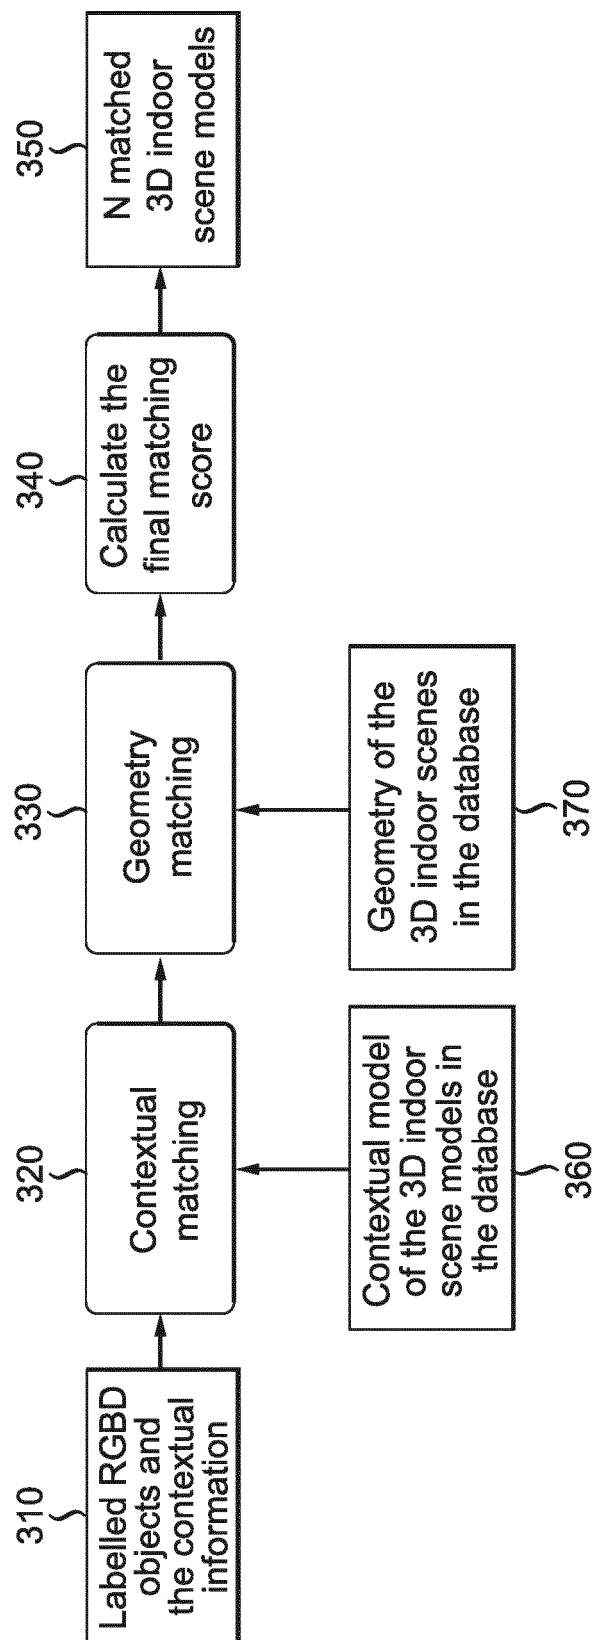 310
Labelled RGBD
objects and
the contextual
information
320
Contextual
matching
330
Geometry
matching
340
Calculate the
final matching
score
350
N matched
3D indoor
scene models
Contextual model
of the 3D indoor
scene models in
the database
360
Geometry of the
3D indoor scenes
in the database
370